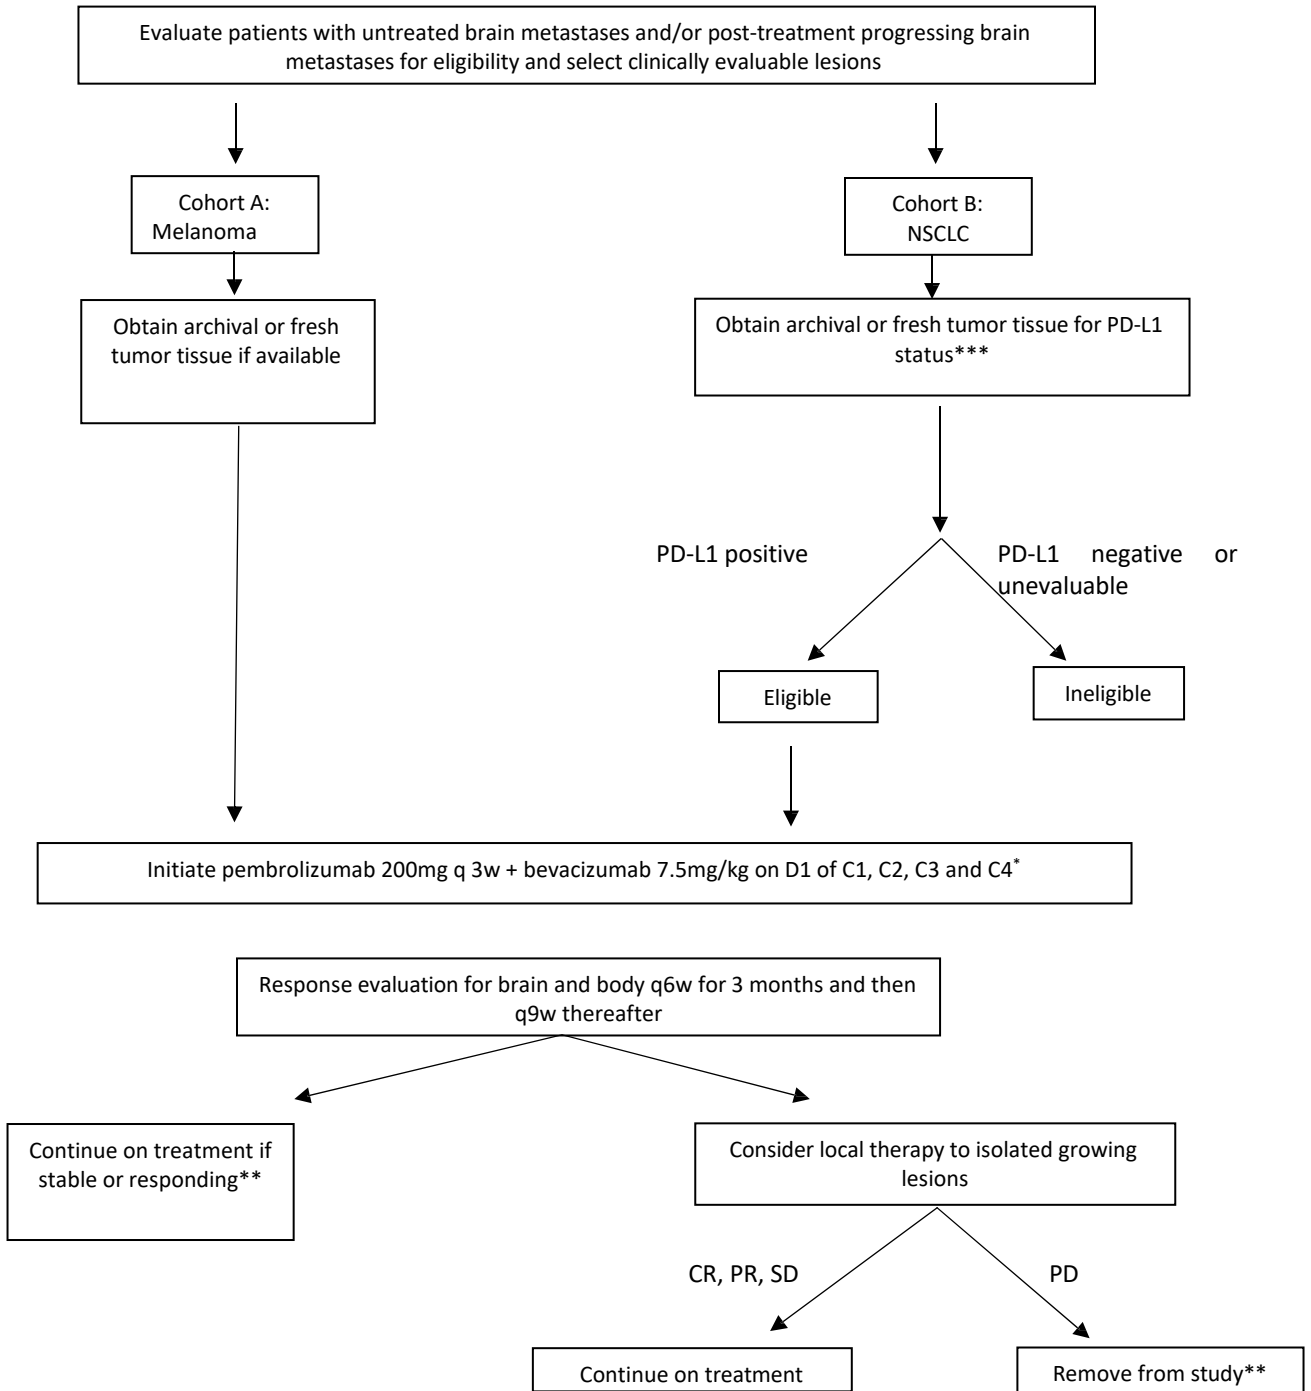 Evaluate patients with untreated brain metastases and/or post-treatment progressing brain
metastases for eligibility and select clinically evaluable lesions
Cohort A:
Melanoma
Cohort B:
NSCLC
Obtain archival or fresh
tumor tissue if available
Obtain archival or fresh tumor tissue for PD-L1
status***
PD-L1 positive
PD-L1 negative or
unevaluable
Eligible
Ineligible
Initiate pembrolizumab 200mg q 3w + bevacizumab 7.5mg/kg on D1 of C1, C2, C3 and C4*
Response evaluation for brain and body q6w for 3 months and then
q9w thereafter
Continue on treatment if
stable or responding**
Consider local therapy to isolated growing
lesions
CR, PR, SD
PD
Continue on treatment
Remove from study**